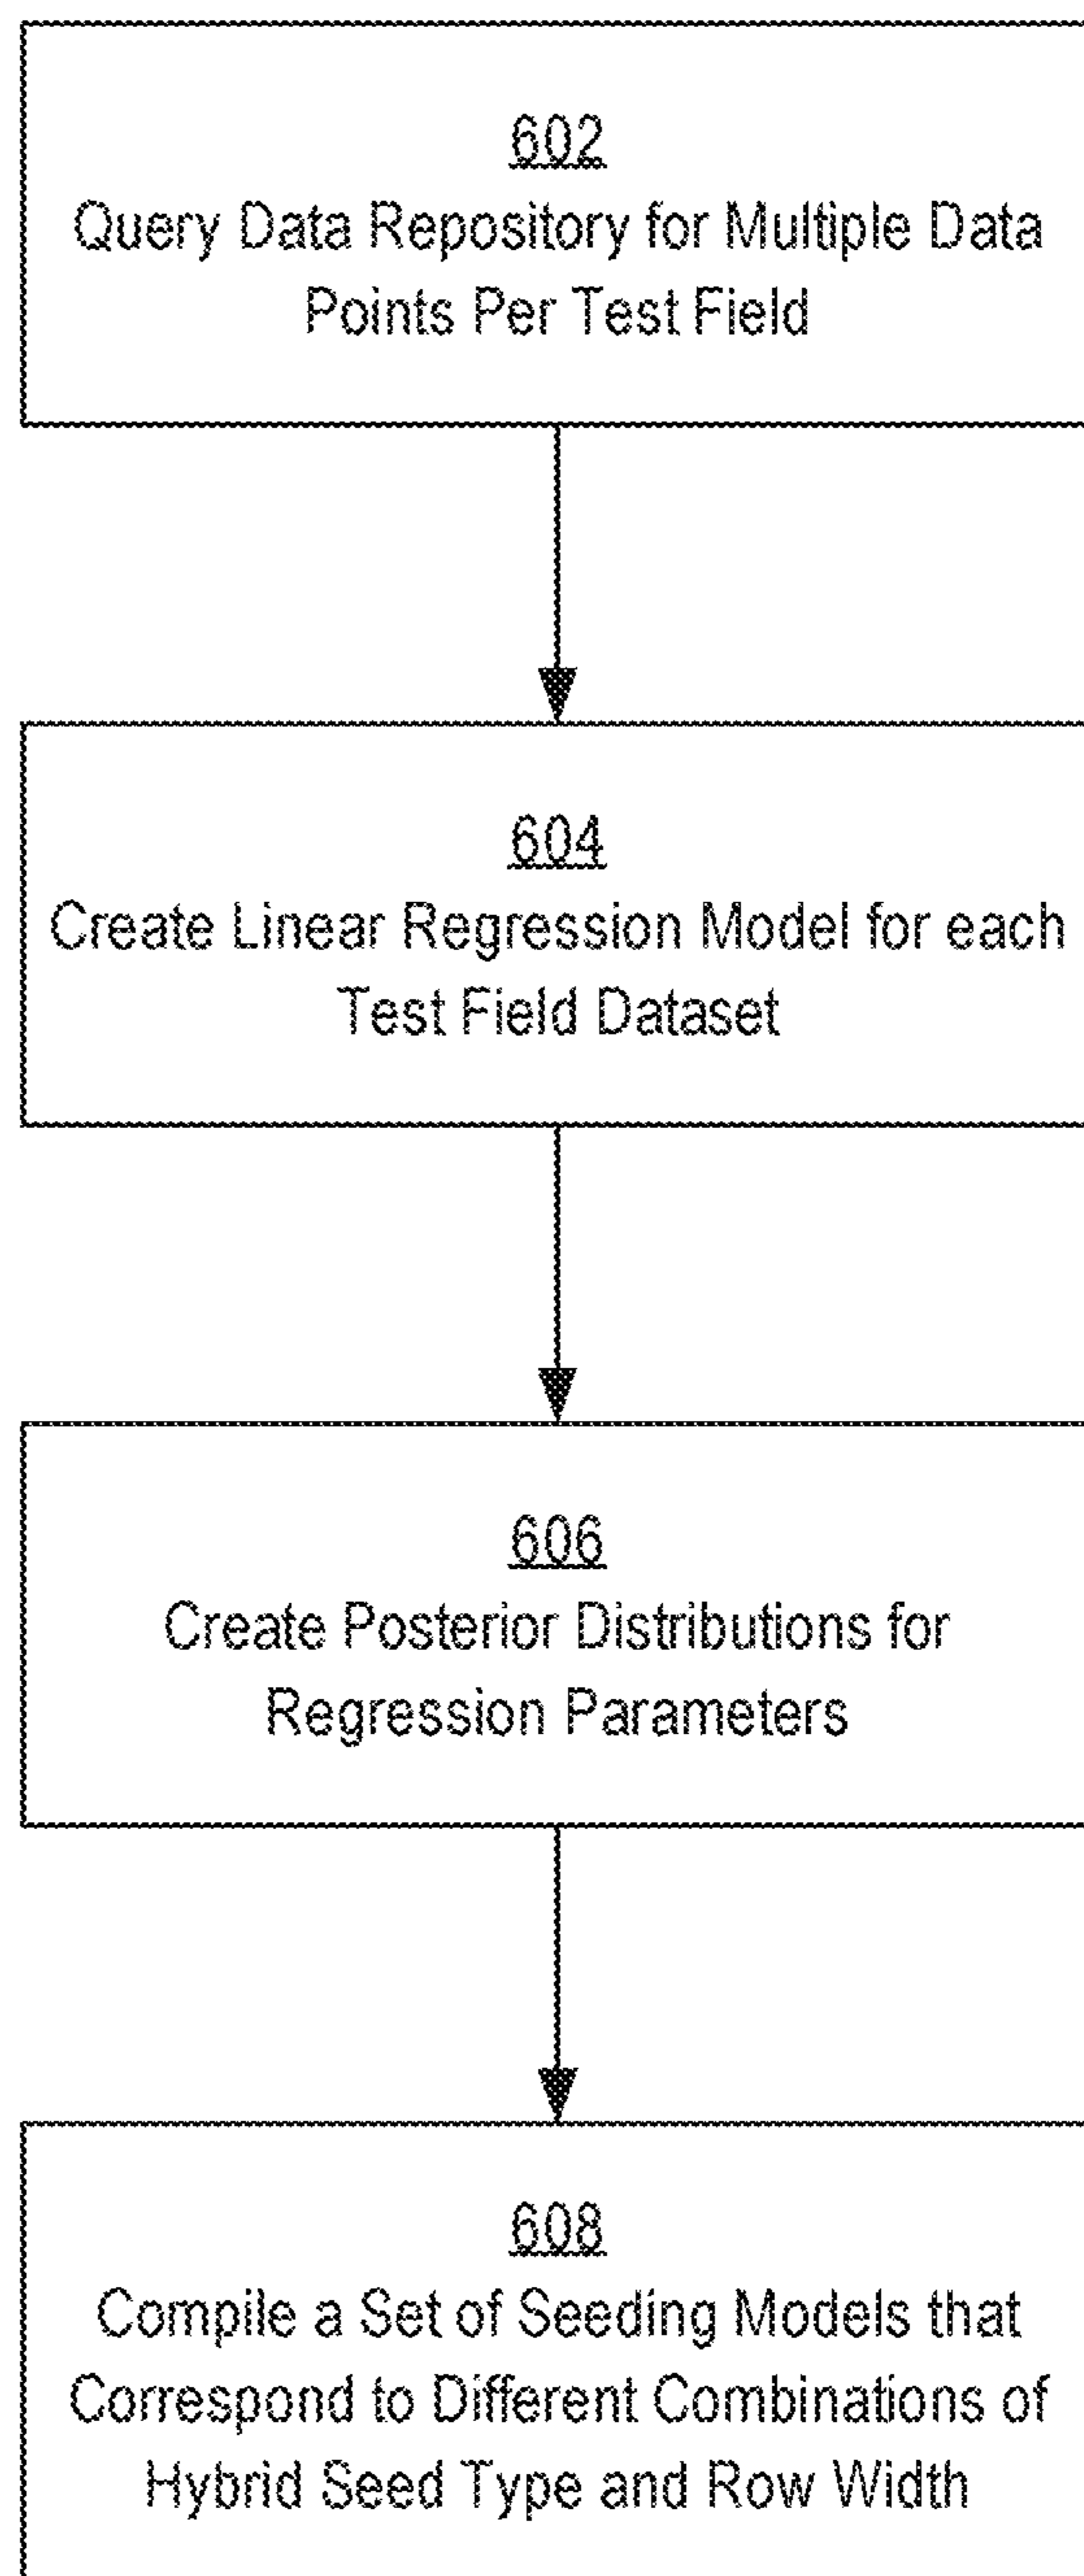 602
Query Data Repository for Multiple Data
Points Per Test Field
604
Create Linear Regression Model for each
Test Field Dataset
606
Create Posterior Distributions for
Regression Parameters
608
Compile a Set of Seeding Models that
Correspond to Different Combinations of
Hybrid Seed Type and Row Width